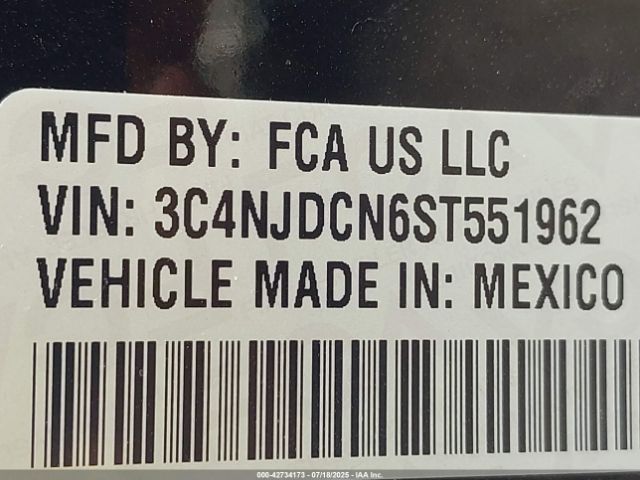 MFD BY: FCA US LLC
VIN: 3C4NJDCN6ST551962
VEHICLE MADE IN: MEXICO
000-42734173 - 07/18/2025 - IAA Inc.